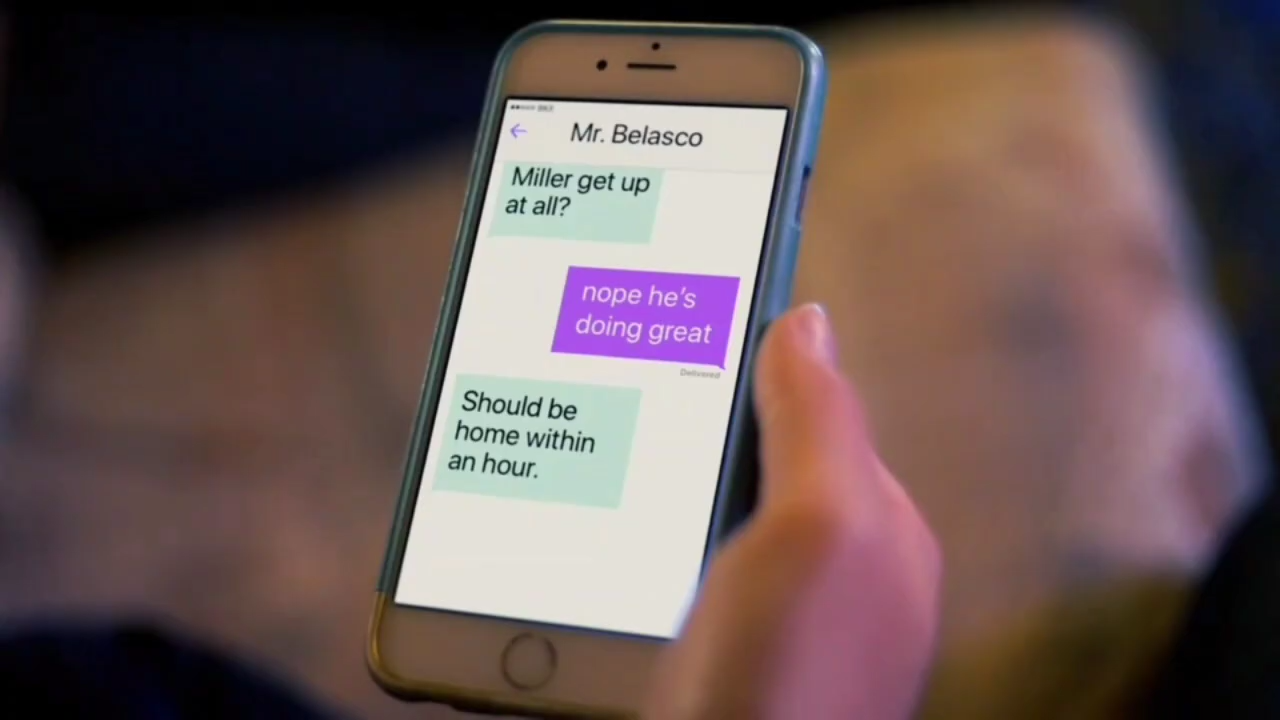 Mr. Belasco
Miller get up
at all?
nope he's
doing great
Delivered
Should be
home within
an hour.